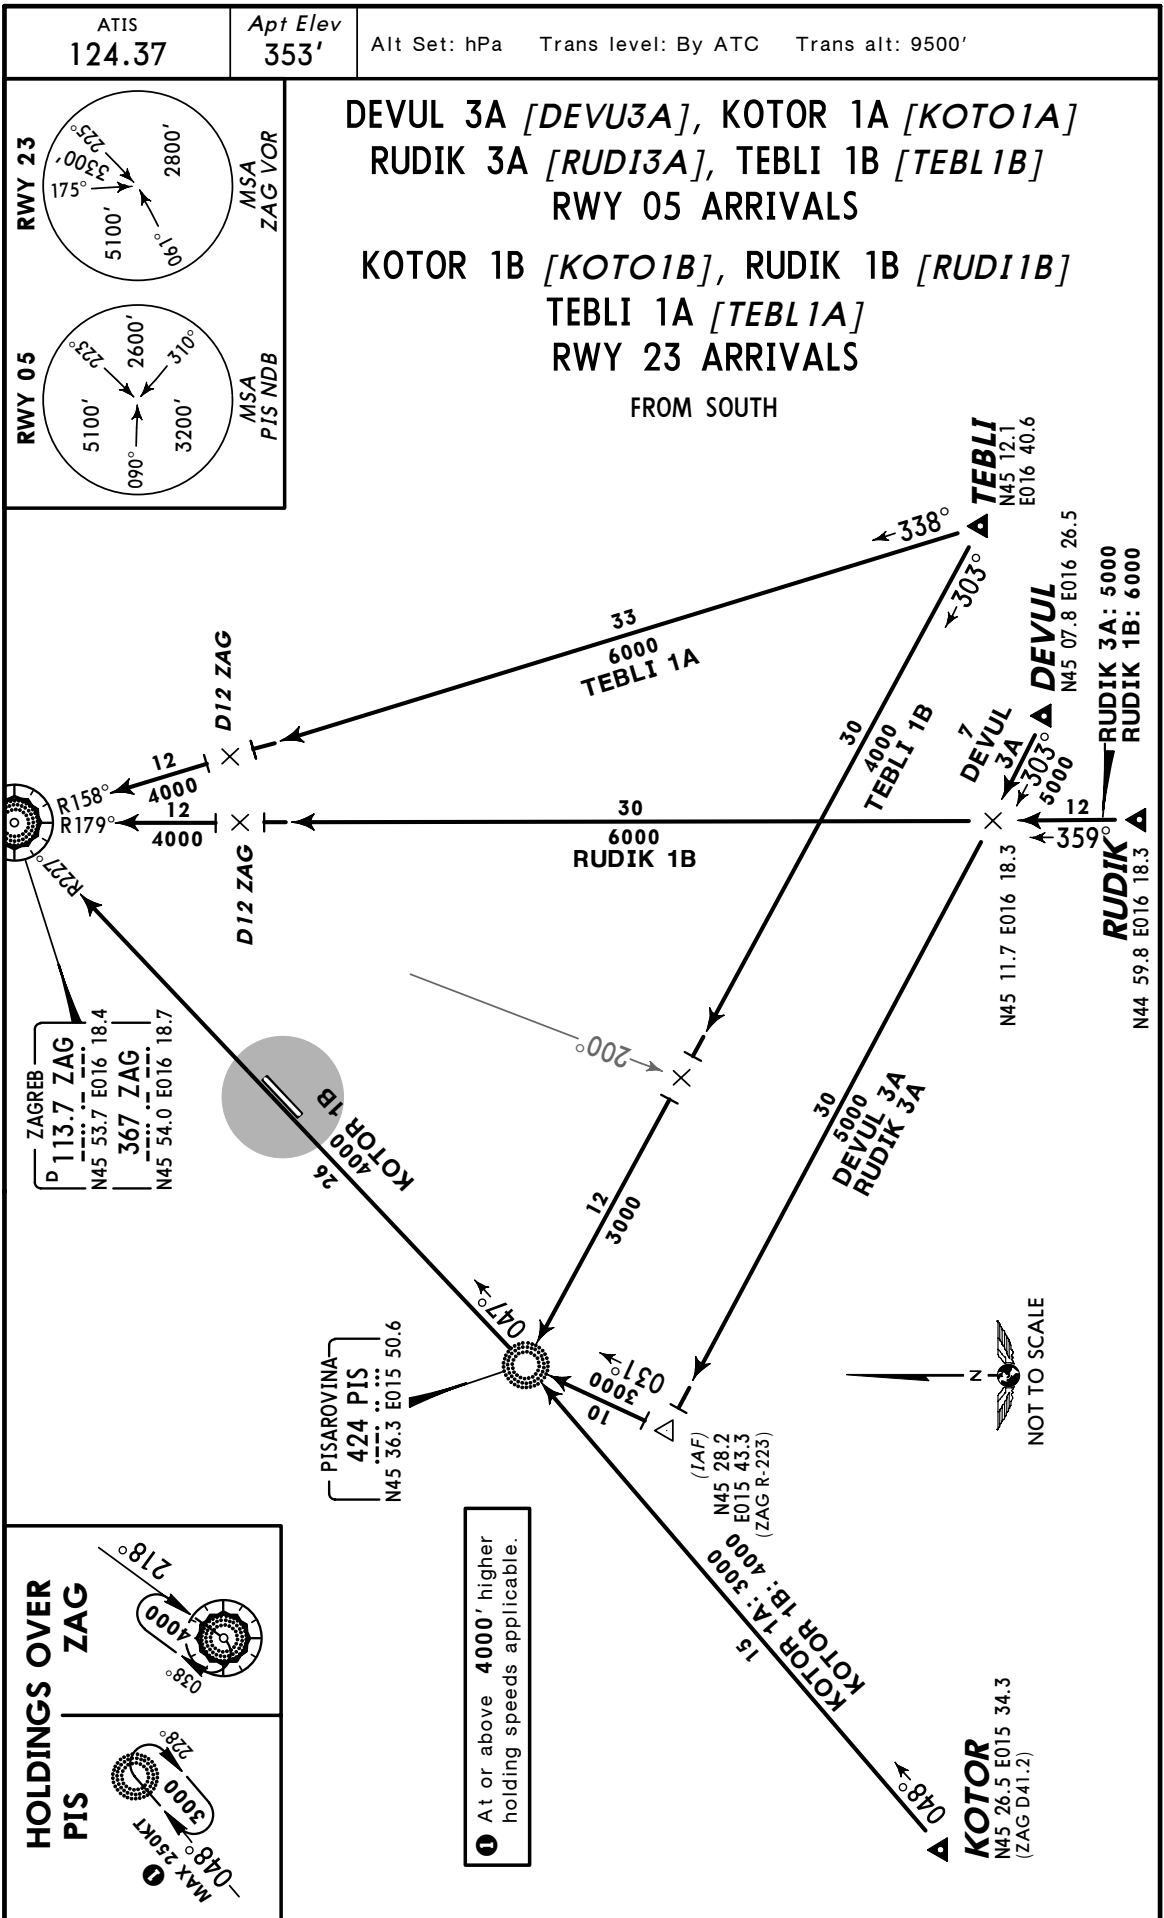 ATIS
124.37
Apt Elev
353'
Alt Set: hPa Trans level: By ATC Trans alt: 9500'
DEVUL 3A [DEVU3A], KOTOR 1A [KOTO1A]
RUDIK 3A [RUDI3A], TEBLI 1B [TEBL1B]
RWY 05 ARRIVALS
KOTOR 1B [KOTO1B], RUDIK 1B [RUDI1B]
TEBLI 1A [TEBL1A]
RWY 23 ARRIVALS
FROM SOUTH
RWY 23
225°
3300'
175°
2800'
5100'
061°
MSA
ZAG VOR
RWY 05
223°
2600'
310°
5100'
090°
3200'
MSA
PIS NDB
TEBLI
N45 12.1
E016 40.6
338°
303°
33
6000
TEBLI 1A
D12 ZAG
12
4000
R158°
R179°
12
4000
D12 ZAG
R227°
30
6000
RUDIK 1B
30
4000
TEBLI 1B
DEVUL
N45 07.8 E016 26.5
7
DEVUL
3A
303°
5000
RUDIK 3A: 5000
RUDIK 1B: 6000
12
359°
RUDIK
N44 59.8 E016 18.3
N45 11.7 E016 18.3
ZAGREB
D 113.7 ZAG
N45 53.7 E016 18.4
367 ZAG
N45 54.0 E016 18.7
200°
KOTOR 1B
4000
26
30
5000
DEVUL 3A
RUDIK 3A
12
3000
047°
PISAROVINA
424 PIS
N45 36.3 E015 50.6
031°
3000
10
(IAF)
N45 28.2
E015 43.3
(ZAG R-223)
N
NOT TO SCALE
KOTOR 1A: 3000
KOTOR 1B: 4000
15
048°
KOTOR
N45 26.5 E015 34.3
(ZAG D41.2)
1 At or above 4000' higher
holding speeds applicable.
HOLDINGS OVER
PIS
ZAG
218°
4000
038°
228°
3000
048°
MAX 250KT
1